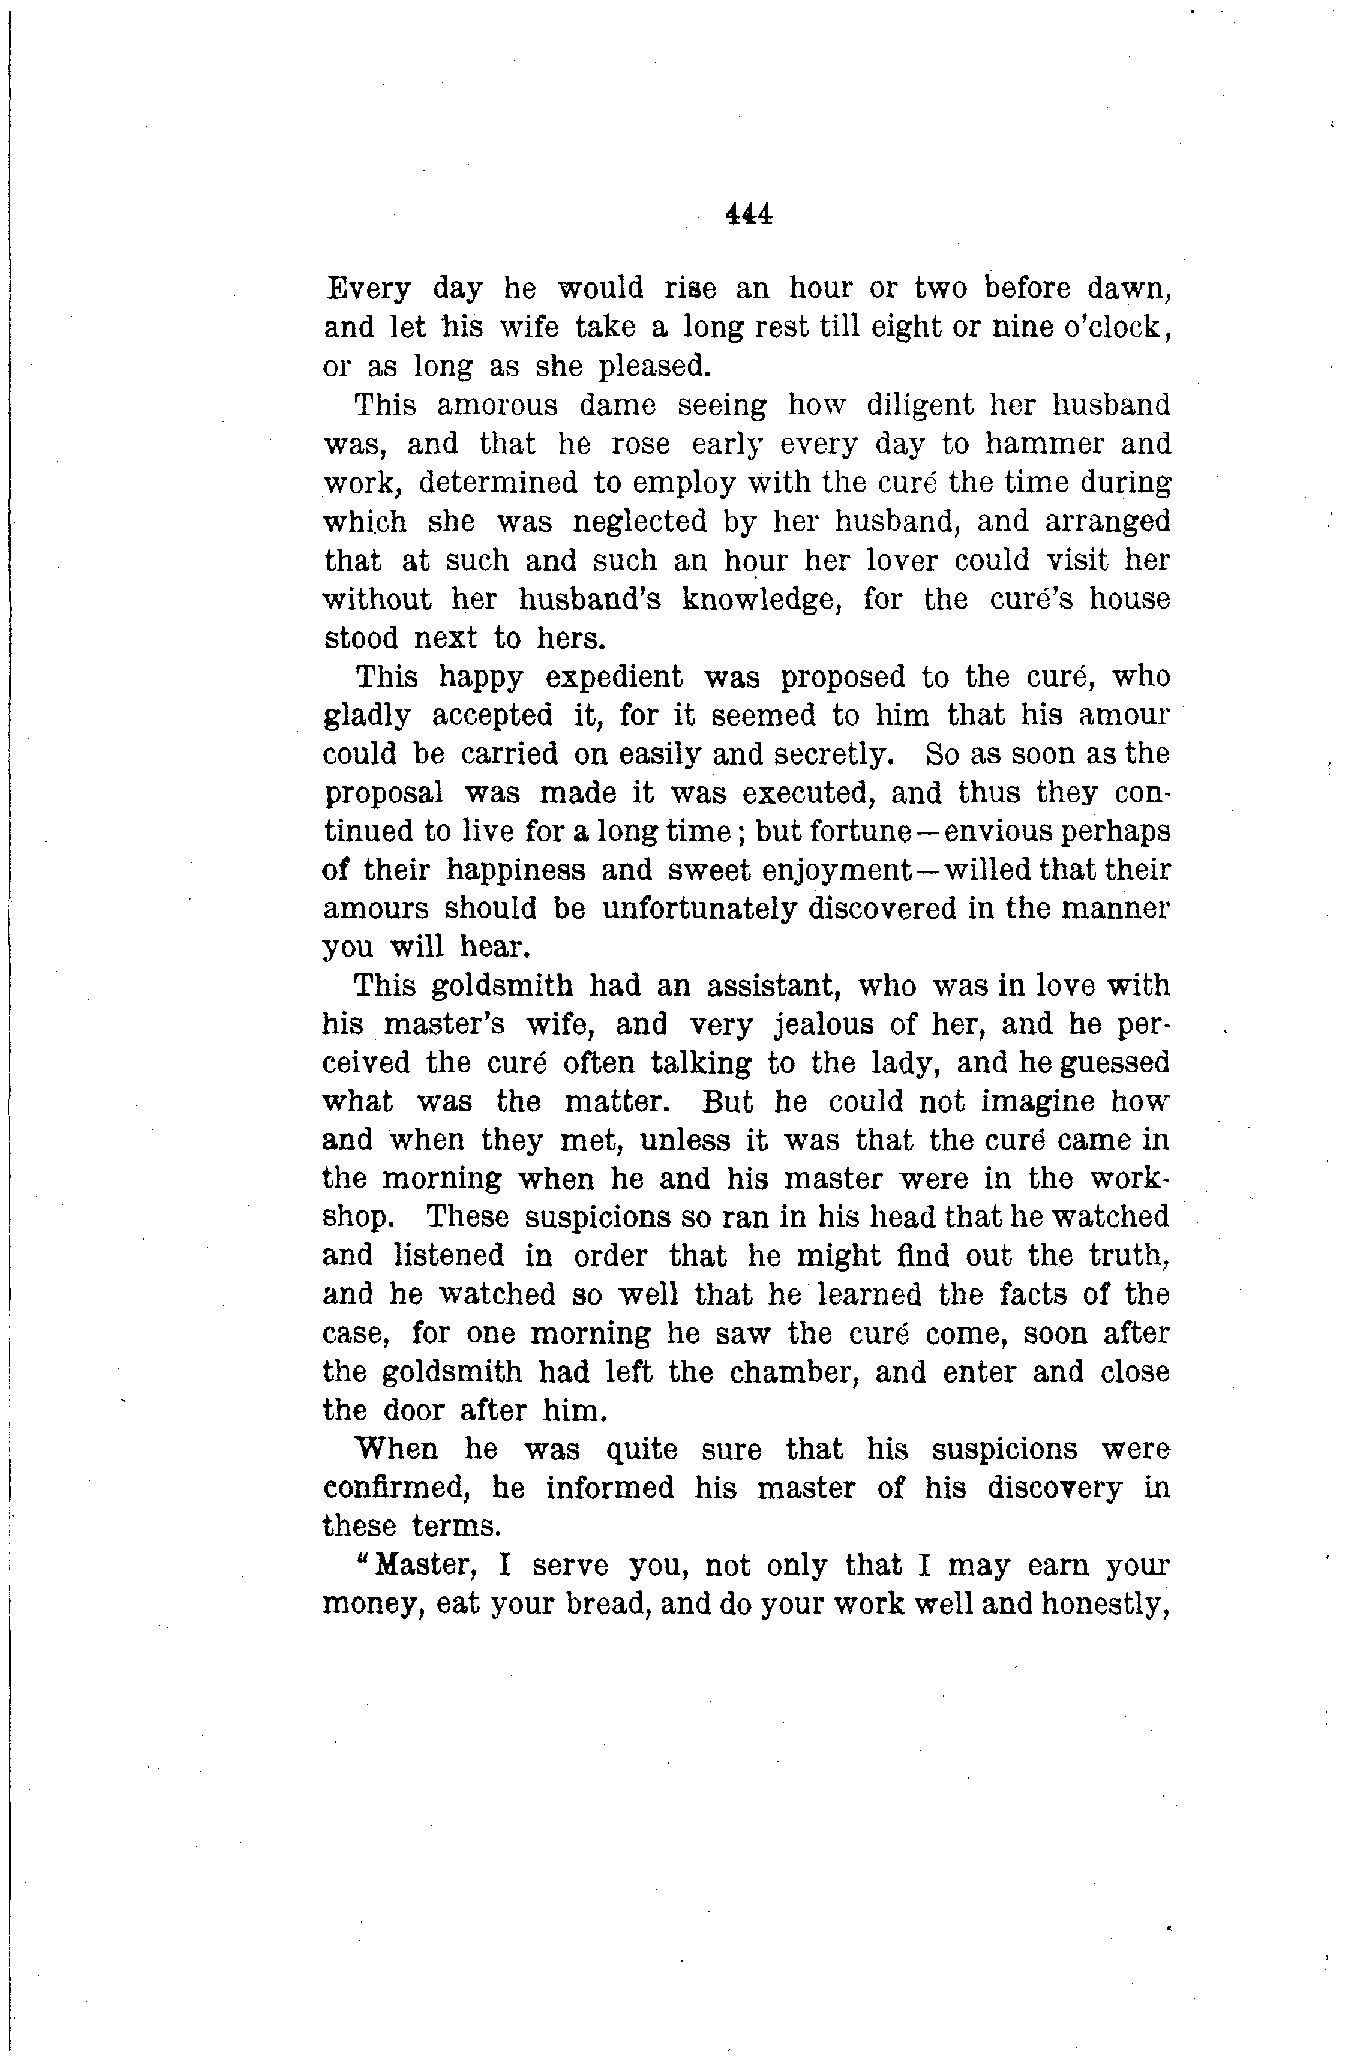 444
Every day he would rise an hour or two before dawn,
and let his wife take a long rest till eight or nine o'clock,
or as long as she pleased.
This amorous dame seeing how diligent her husband
was, and that he rose early every day to hammer and
work, determined to employ with the curé the time during
which she was neglected by her husband, and arranged
that at such and such an hour her lover could visit her
without her husband's knowledge, for the curé's house
stood next to hers.
This happy expedient was proposed to the curé, who
gladly accepted it, for it seemed to him that his amour
could be carried on easily and secretly. So as soon as the
proposal was made it was executed, and thus they con-
tinued to live for a long time; but fortune—envious perhaps
of their happiness and sweet enjoyment—willed that their
amours should be unfortunately discovered in the manner
you will hear.
This goldsmith had an assistant, who was in love with
his master's wife, and very jealous of her, and he per-
ceived the curé often talking to the lady, and he guessed
what was the matter. But he could not imagine how
and when they met, unless it was that the curé came in
the morning when he and his master were in the work-
shop. These suspicions so ran in his head that he watched
and listened in order that he might find out the truth,
and he watched so well that he learned the facts of the
case, for one morning he saw the curé come, soon after
the goldsmith had left the chamber, and enter and close
the door after him.
When he was quite sure that his suspicions were
confirmed, he informed his master of his discovery in
these terms.
"Master, I serve you, not only that I may earn your
money, eat your bread, and do your work well and honestly,